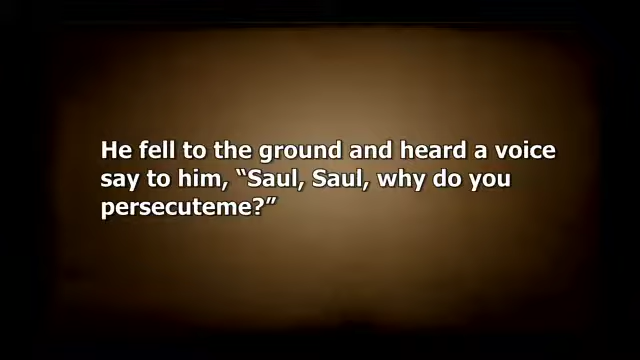 He fell to the ground and heard a voice
say to him, “Saul, Saul, why do you
persecuteme?”